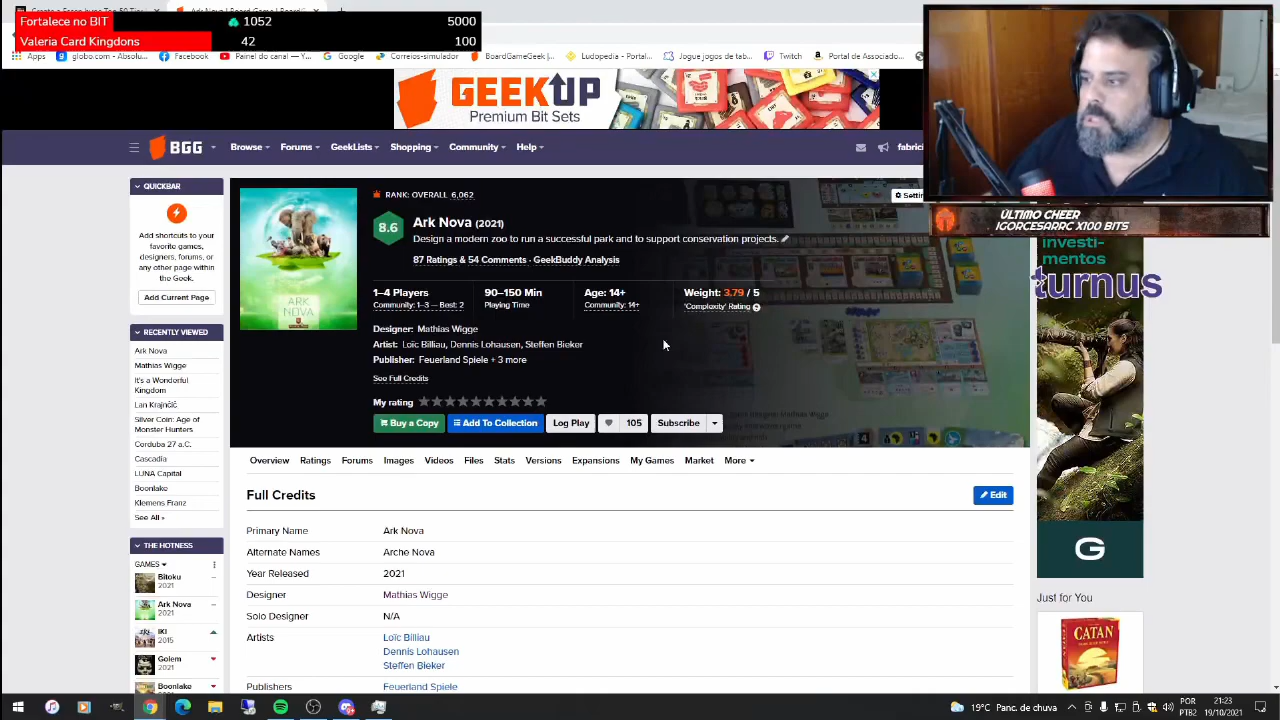 Fortalece no BIT 1052 5000
Valeria Card Kingdons 42 100
Apps globo.com - Absolu... Facebook Painel do canal — Y... Google Correios-simulador BoardGameGeek |... Ludopedia - Portal... Jogue jogos de tab... Twitch Portal de Associado...
GEEKUP
Premium Bit Sets
BGG Browse Forums GeekLists Shopping Community Help fabric
ÚLTIMO CHEER
IGORCESARRC X100 BITS
QUICKBAR
Add shortcuts to your
favorite games,
designers, forums, or
any other page within
the Geek.
Add Current Page
RECENTLY VIEWED
Ark Nova
Mathias Wigge
It's a Wonderful
Kingdom
Lan Krajnčič
Silver Coin: Age of
Monster Hunters
Corduba 27 a.C.
Cascadia
LUNA Capital
Boonlake
Klemens Franz
See All »
THE HOTNESS
GAMES
Bitoku
2021
Ark Nova
2021
IKI
2015
Golem
2021
Boonlake
RANK: OVERALL 6,062
Settin
8.6
Ark Nova (2021)
Design a modern zoo to run a successful park and to support conservation projects.
87 Ratings & 54 Comments · GeekBuddy Analysis
1–4 Players 90–150 Min Age: 14+ Weight: 3.79 / 5
Community: 1–3 — Best: 2 Playing Time Community: 14+ 'Complexity' Rating
Designer: Mathias Wigge
Artist: Loïc Billiau, Dennis Lohausen, Steffen Bieker
Publisher: Feuerland Spiele + 3 more
See Full Credits
My rating
Buy a Copy Add To Collection Log Play 105 Subscribe
ARK
NOVA
Overview Ratings Forums Images Videos Files Stats Versions Expansions My Games Market More
Full Credits Edit
Primary Name Ark Nova
Alternate Names Arche Nova
Year Released 2021
Designer Mathias Wigge
Solo Designer N/A
Artists Loïc Billiau
Dennis Lohausen
Steffen Bieker
Publishers Feuerland Spiele
investi-
mentos
turnus
G
Just for You
CATAN
19°C Panc. de chuva POR 21:23
PTB2 19/10/2021